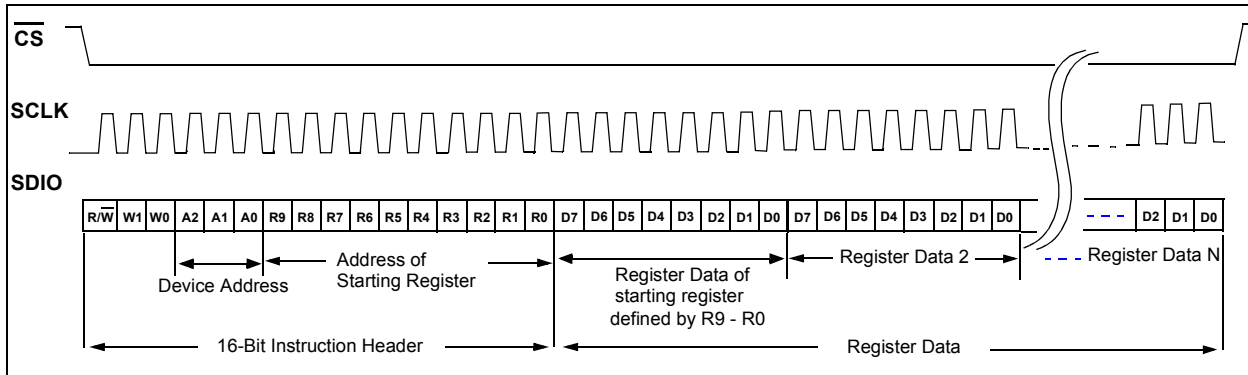 CS
SCLK
SDIO
R/W W1 W0 A2 A1 A0 R9 R8 R7 R6 R5 R4 R3 R2 R1 R0 D7 D6 D5 D4 D3 D2 D1 D0 D7 D6 D5 D4 D3 D2 D1 D0 D2 D1 D0
Device Address
Address of
Starting Register
Register Data of
starting register
defined by R9 - R0
Register Data 2
Register Data N
16-Bit Instruction Header
Register Data